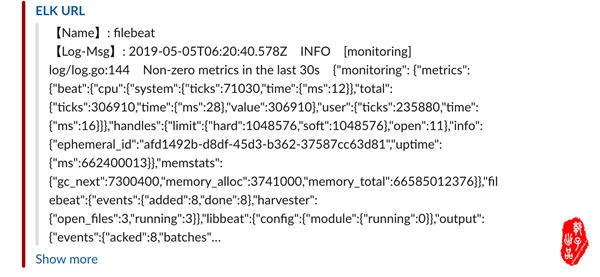 ELK URL
【Name】: filebeat
【Log-Msg】: 2019-05-05T06:20:40.578Z INFO [monitoring]
log/log.go:144 Non-zero metrics in the last 30s {"monitoring": {"metrics":
{"beat":{"cpu":{"system":{"ticks":71030,"time":{"ms":12}},"total":
{"ticks":306910,"time":{"ms":28},"value":306910},"user":{"ticks":235880,"time":
{"ms":16}}},"handles":{"limit":{"hard":1048576,"soft":1048576},"open":11},"info":
{"ephemeral_id":"afd1492b-d8df-45d3-b362-37587cc63d81","uptime":
{"ms":662400013}},"memstats":
{"gc_next":7300400,"memory_alloc":3741000,"memory_total":66585012376}},"fil
ebeat":{"events":{"added":8,"done":8},"harvester":
{"open_files":3,"running":3}},"libbeat":{"config":{"module":{"running":0}},"output":
{"events":{"acked":8,"batches"...
Show more